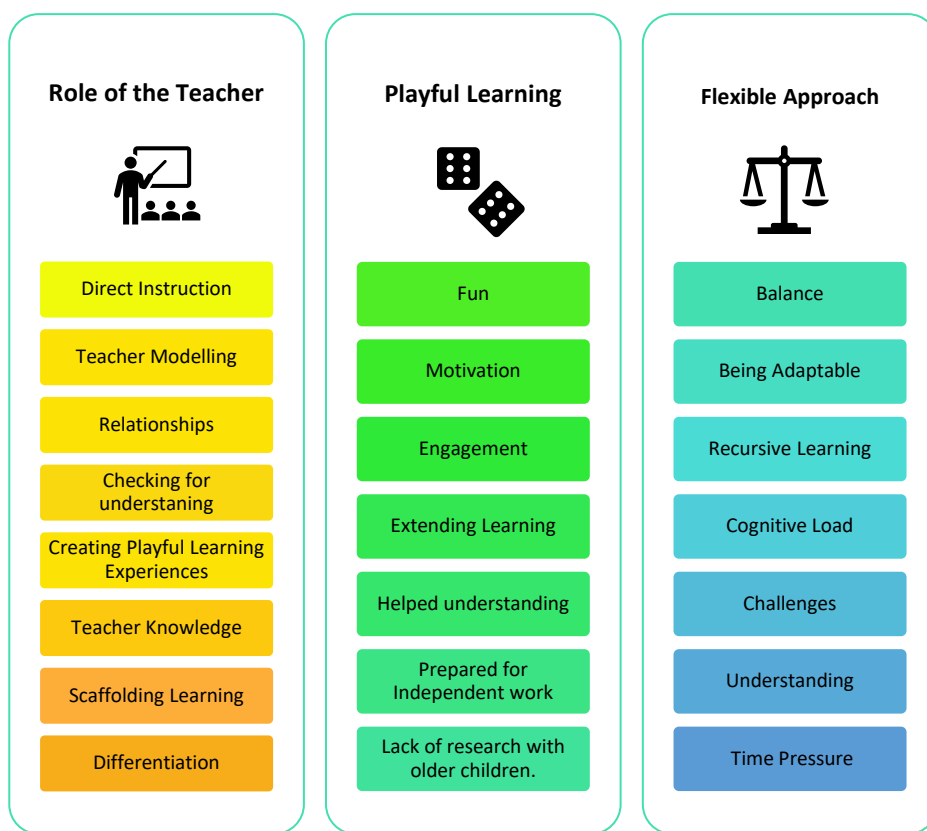 Role of the Teacher
Direct Instruction
Teacher Modelling
Relationships
Checking for
understaning
Creating Playful Learning
Experiences
Teacher Knowledge
Scaffolding Learning
Differentiation
Playful Learning
Fun
Motivation
Engagement
Extending Learning
Helped understanding
Prepared for
Independent work
Lack of research with
older children.
Flexible Approach
Balance
Being Adaptable
Recursive Learning
Cognitive Load
Challenges
Understanding
Time Pressure